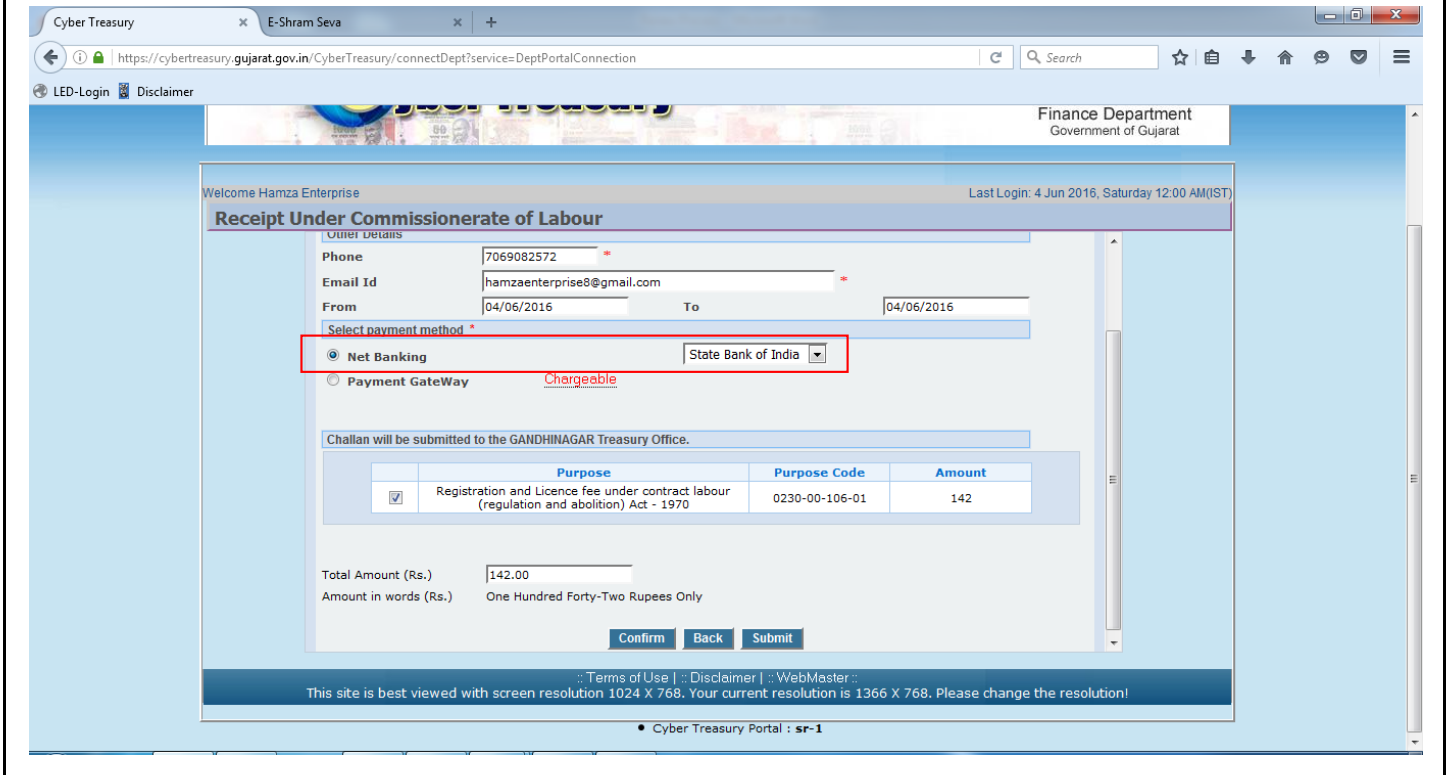 Cyber Treasury × E-Shram Seva × +
https://cybertreasury.gujarat.gov.in/CyberTreasury/connectDept?service=DeptPortalConnection Search
LED-Login Disclaimer
Cyber Treasury
Finance Department
Government of Gujarat
Welcome Hamza Enterprise Last Login: 4 Jun 2016, Saturday 12:00 AM(IST)
Receipt Under Commissionerate of Labour
Other Details
Phone 7069082572 *
Email Id hamzaenterprise8@gmail.com *
From 04/06/2016 To 04/06/2016
Select payment method *
Net Banking State Bank of India
Payment GateWay Chargeable
Challan will be submitted to the GANDHINAGAR Treasury Office.
Purpose Purpose Code Amount
Registration and Licence fee under contract labour
(regulation and abolition) Act - 1970 0230-00-106-01 142
Total Amount (Rs.) 142.00
Amount in words (Rs.) One Hundred Forty-Two Rupees Only
Confirm Back Submit
:: Terms of Use | :: Disclaimer | :: WebMaster ::
This site is best viewed with screen resolution 1024 X 768. Your current resolution is 1366 X 768. Please change the resolution!
• Cyber Treasury Portal : sr-1